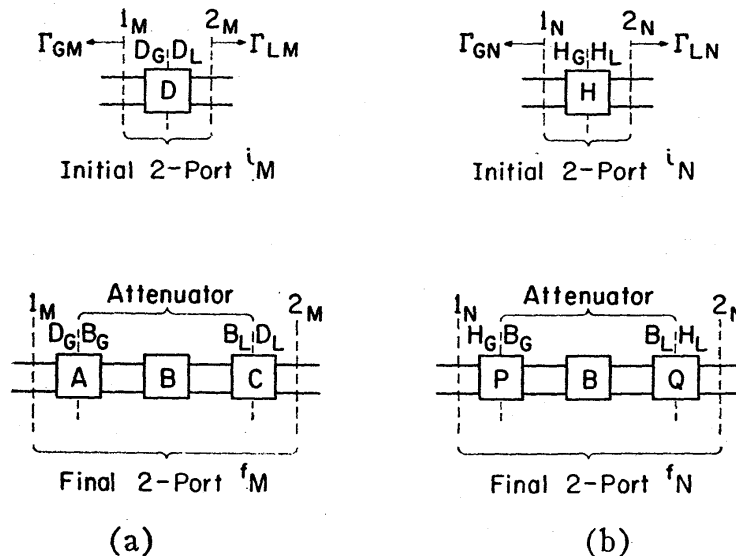 1M 2M
ΓGM ΓLM
DG DL
D
Initial 2-Port iM
1N 2N
ΓGN ΓLN
HG HL
H
Initial 2-Port iN
1M Attenuator 2M
DG BG BL DL
A B C
Final 2-Port fM
(a)
1N Attenuator 2N
HG BG BL HL
P B Q
Final 2-Port fN
(b)